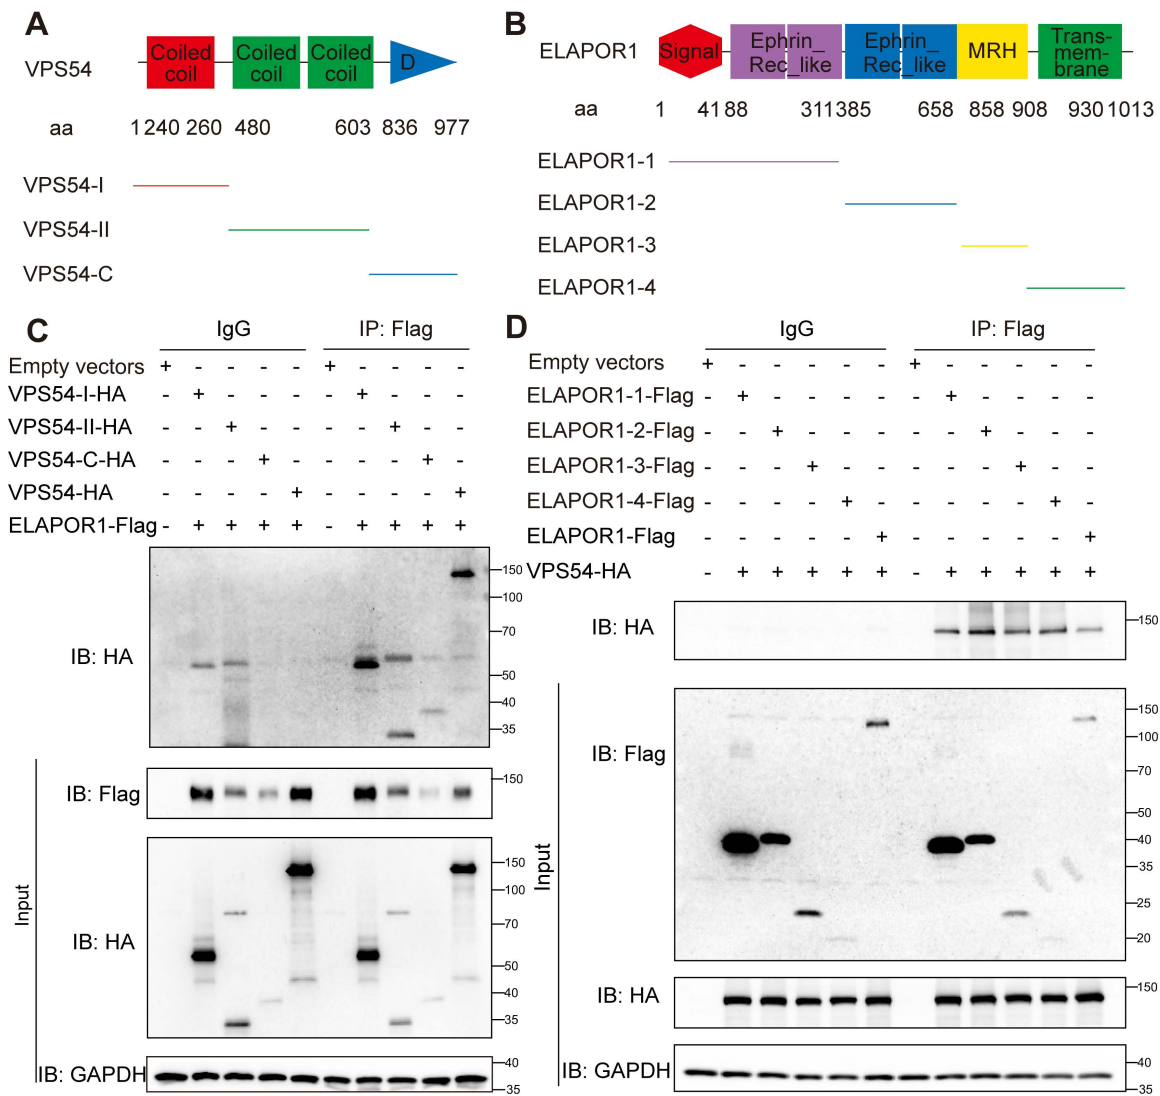 A
VPS54
Coiled
coil
Coiled
coil
Coiled
coil
D
aa
1 240 260 480 603 836 977
VPS54-I
VPS54-II
VPS54-C
B
ELAPOR1
Signal
Ephrin_
Rec_like
Ephrin_
Rec_like
MRH
Trans-
mem-
brane
aa
1 41 88 311 385 658 858 908 930 1013
ELAPOR1-1
ELAPOR1-2
ELAPOR1-3
ELAPOR1-4
C
IgG IP: Flag
Empty vectors + - - - - + - - - -
VPS54-I-HA - + - - - - + - - -
VPS54-II-HA - - + - - - - + - -
VPS54-C-HA - - - + - - - - + -
VPS54-HA - - - - + - - - - +
ELAPOR1-Flag - + + + + - + + + +
IB: HA
150
100
70
50
40
35
Input
IB: Flag
150
IB: HA
150
100
70
50
40
35
IB: GAPDH
40
35
D
IgG IP: Flag
Empty vectors + - - - - - + - - - - -
ELAPOR1-1-Flag - + - - - - - + - - - -
ELAPOR1-2-Flag - - + - - - - - + - - -
ELAPOR1-3-Flag - - - + - - - - - + - -
ELAPOR1-4-Flag - - - - + - - - - - + -
ELAPOR1-Flag - - - - - + - - - - - +
VPS54-HA - + + + + + - + + + + +
IB: HA
150
Input
IB: Flag
150
100
70
50
40
35
25
20
IB: HA
150
IB: GAPDH
40
35